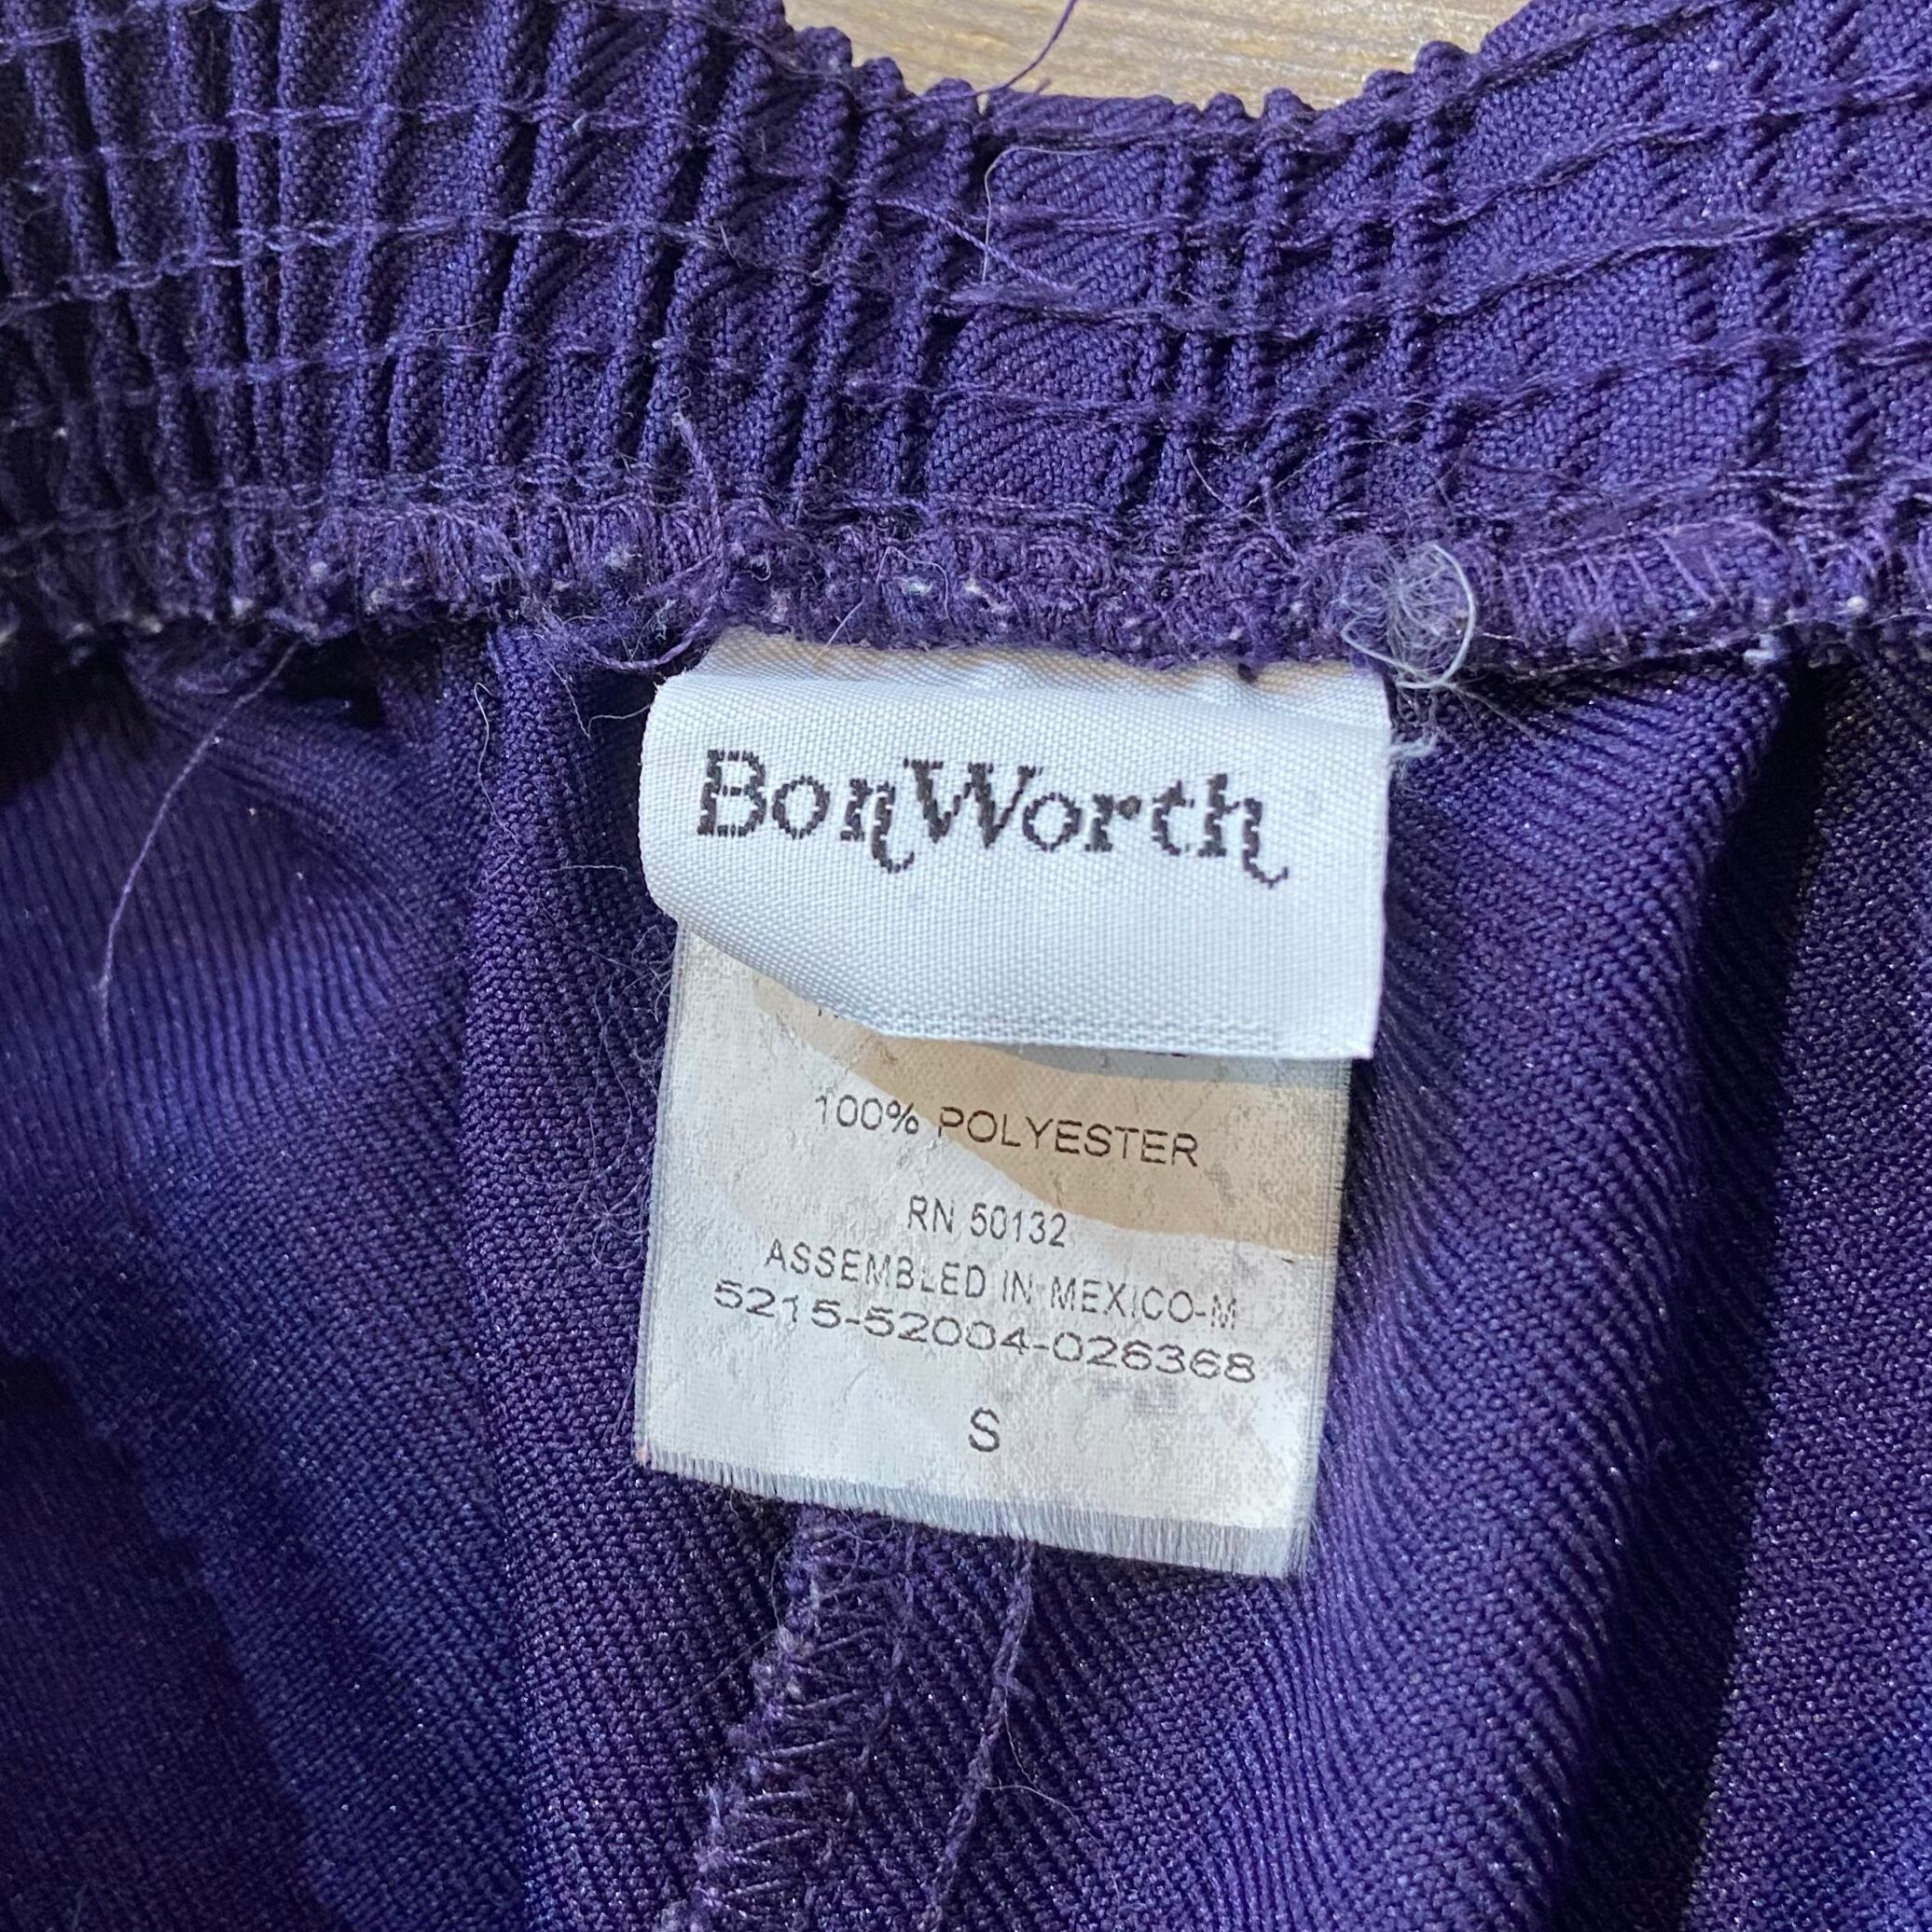 BonWorth
100% POLYESTER
RN 50132
ASSEMBLED IN MEXICO-M
5215-52004-026368
S